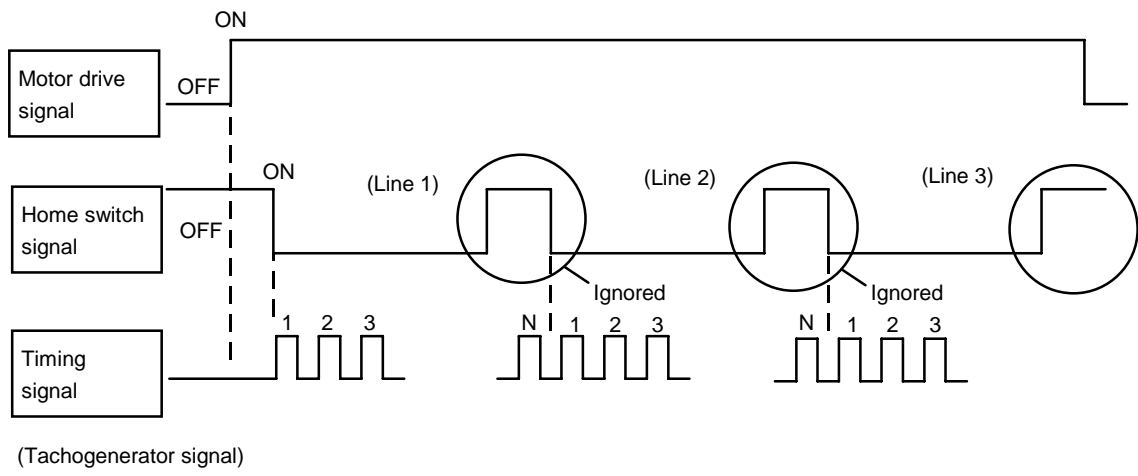 ON
Motor drive
signal
OFF
ON
(Line 1)
(Line 2)
(Line 3)
Home switch
signal
OFF
Ignored
Ignored
1 2 3
N 1 2 3
N 1 2 3
Timing
signal
(Tachogenerator signal)